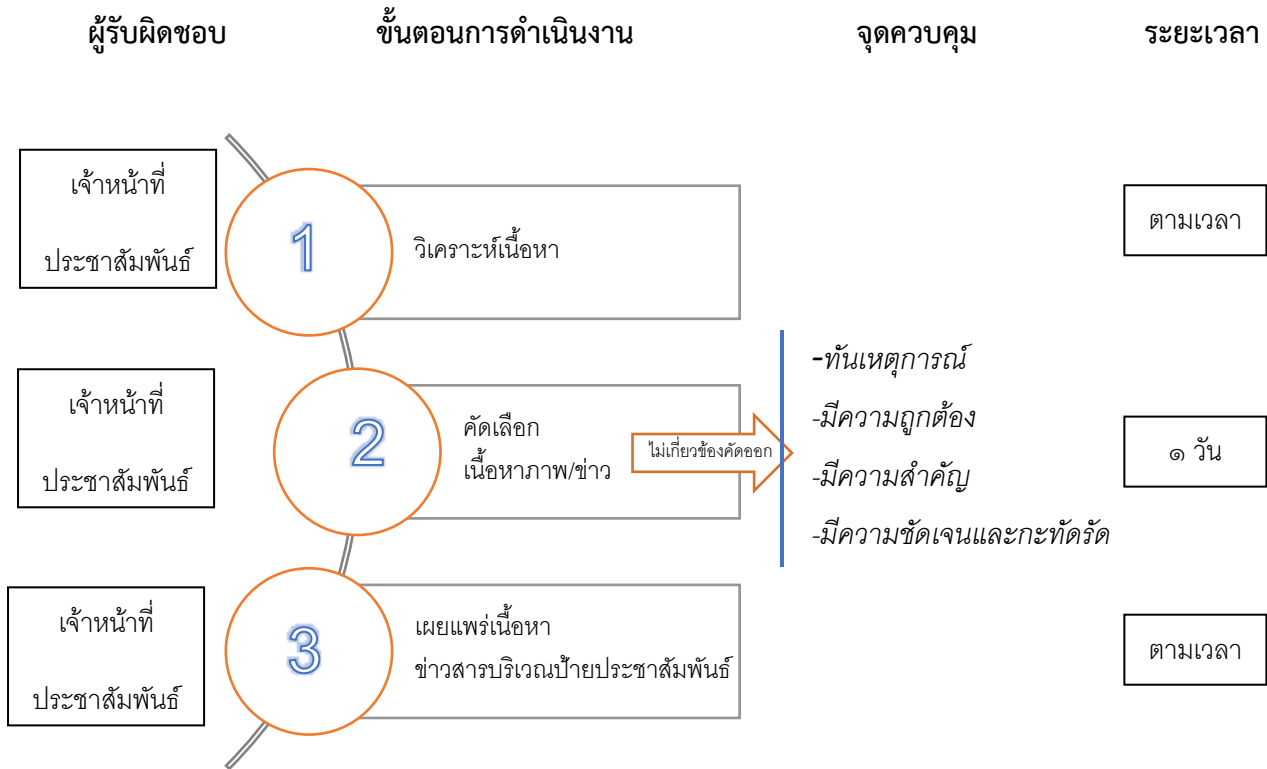 ผู้รับผิดชอบ ขั้นตอนการดำเนินงาน จุดควบคุม ระยะเวลา
เจ้าหน้าที่
ประชาสัมพันธ์
1
วิเคราะห์เนื้อหา
ตามเวลา
เจ้าหน้าที่
ประชาสัมพันธ์
2
คัดเลือก
เนื้อหาภาพ/ข่าว
ไม่เกี่ยวข้องคัดออก
-ทันเหตุการณ์
-มีความถูกต้อง
-มีความสำคัญ
-มีความชัดเจนและกะทัดรัด
๑ วัน
เจ้าหน้าที่
ประชาสัมพันธ์
3
เผยแพร่เนื้อหา
ข่าวสารบริเวณป้ายประชาสัมพันธ์
ตามเวลา